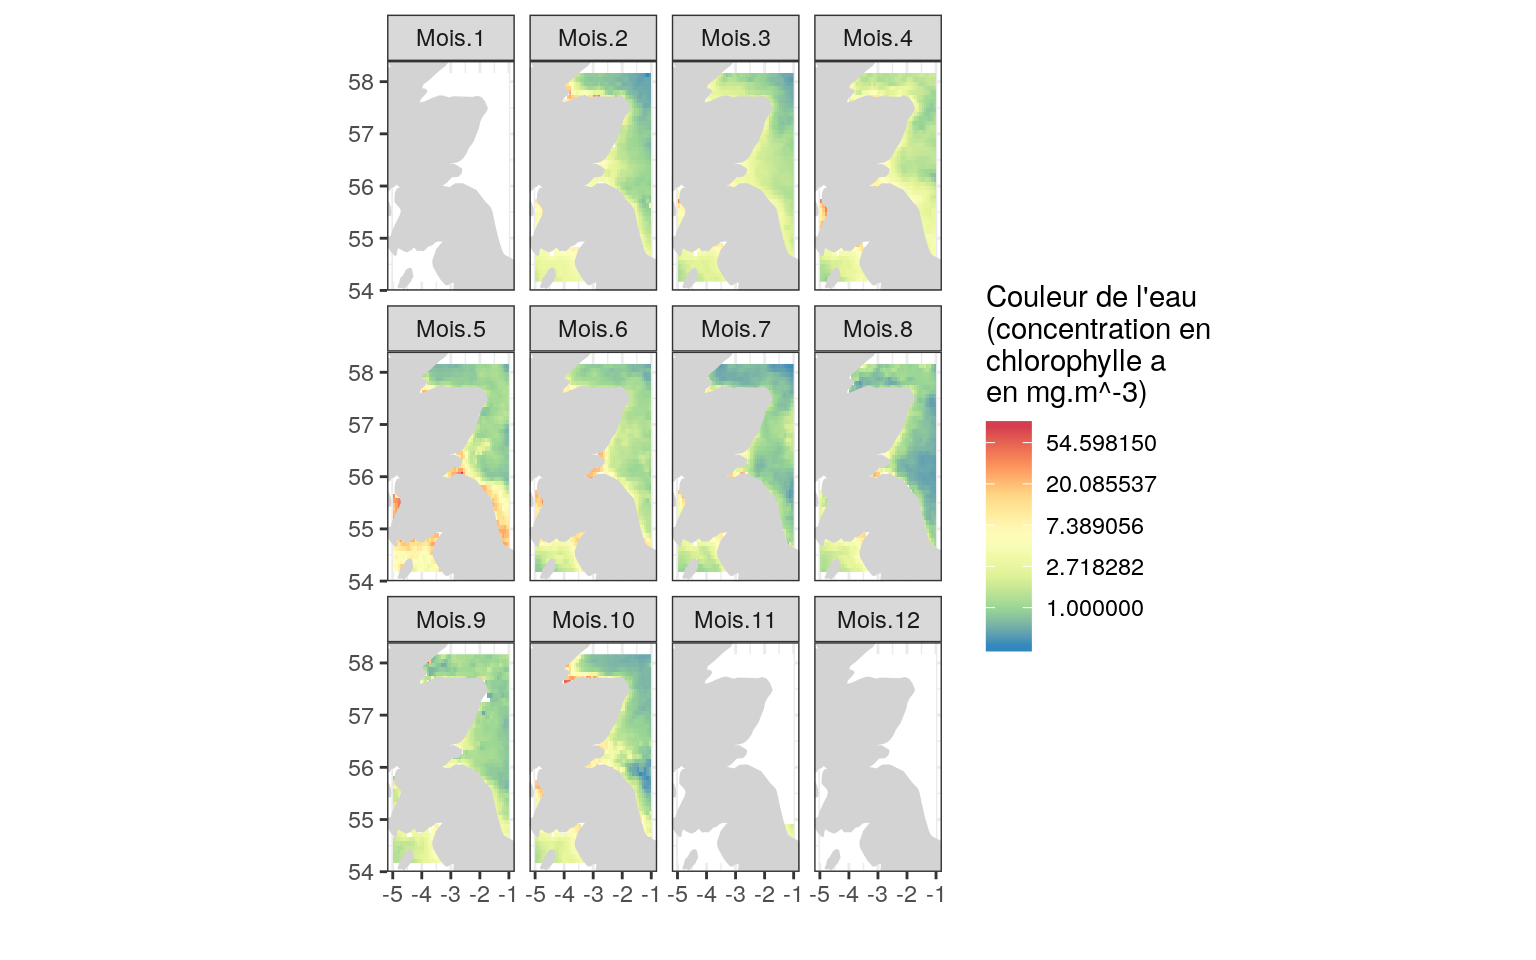 Mois.1 Mois.2 Mois.3 Mois.4
58
57
56
55
54
Mois.5 Mois.6 Mois.7 Mois.8
58
57
56
55
54
Mois.9 Mois.10 Mois.11 Mois.12
58
57
56
55
54
-5 -4 -3 -2 -1 -5 -4 -3 -2 -1 -5 -4 -3 -2 -1 -5 -4 -3 -2 -1
Couleur de l'eau
(concentration en
chlorophylle a
en mg.m^-3)
54.598150
20.085537
7.389056
2.718282
1.000000